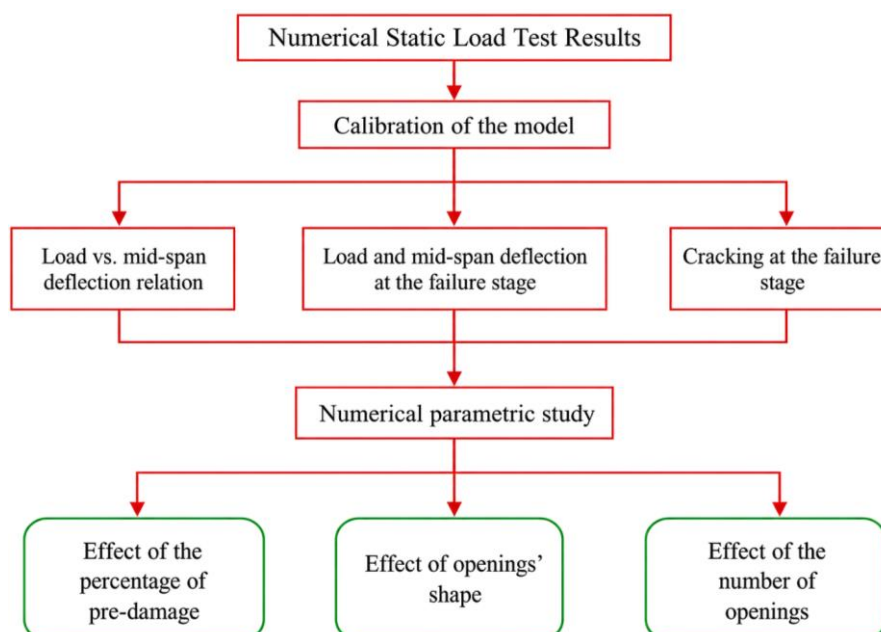 Numerical Static Load Test Results
Calibration of the model
Load vs. mid-span
deflection relation
Load and mid-span deflection
at the failure stage
Cracking at the failure
stage
Numerical parametric study
Effect of the
percentage of
pre-damage
Effect of openings’
shape
Effect of the
number of
openings